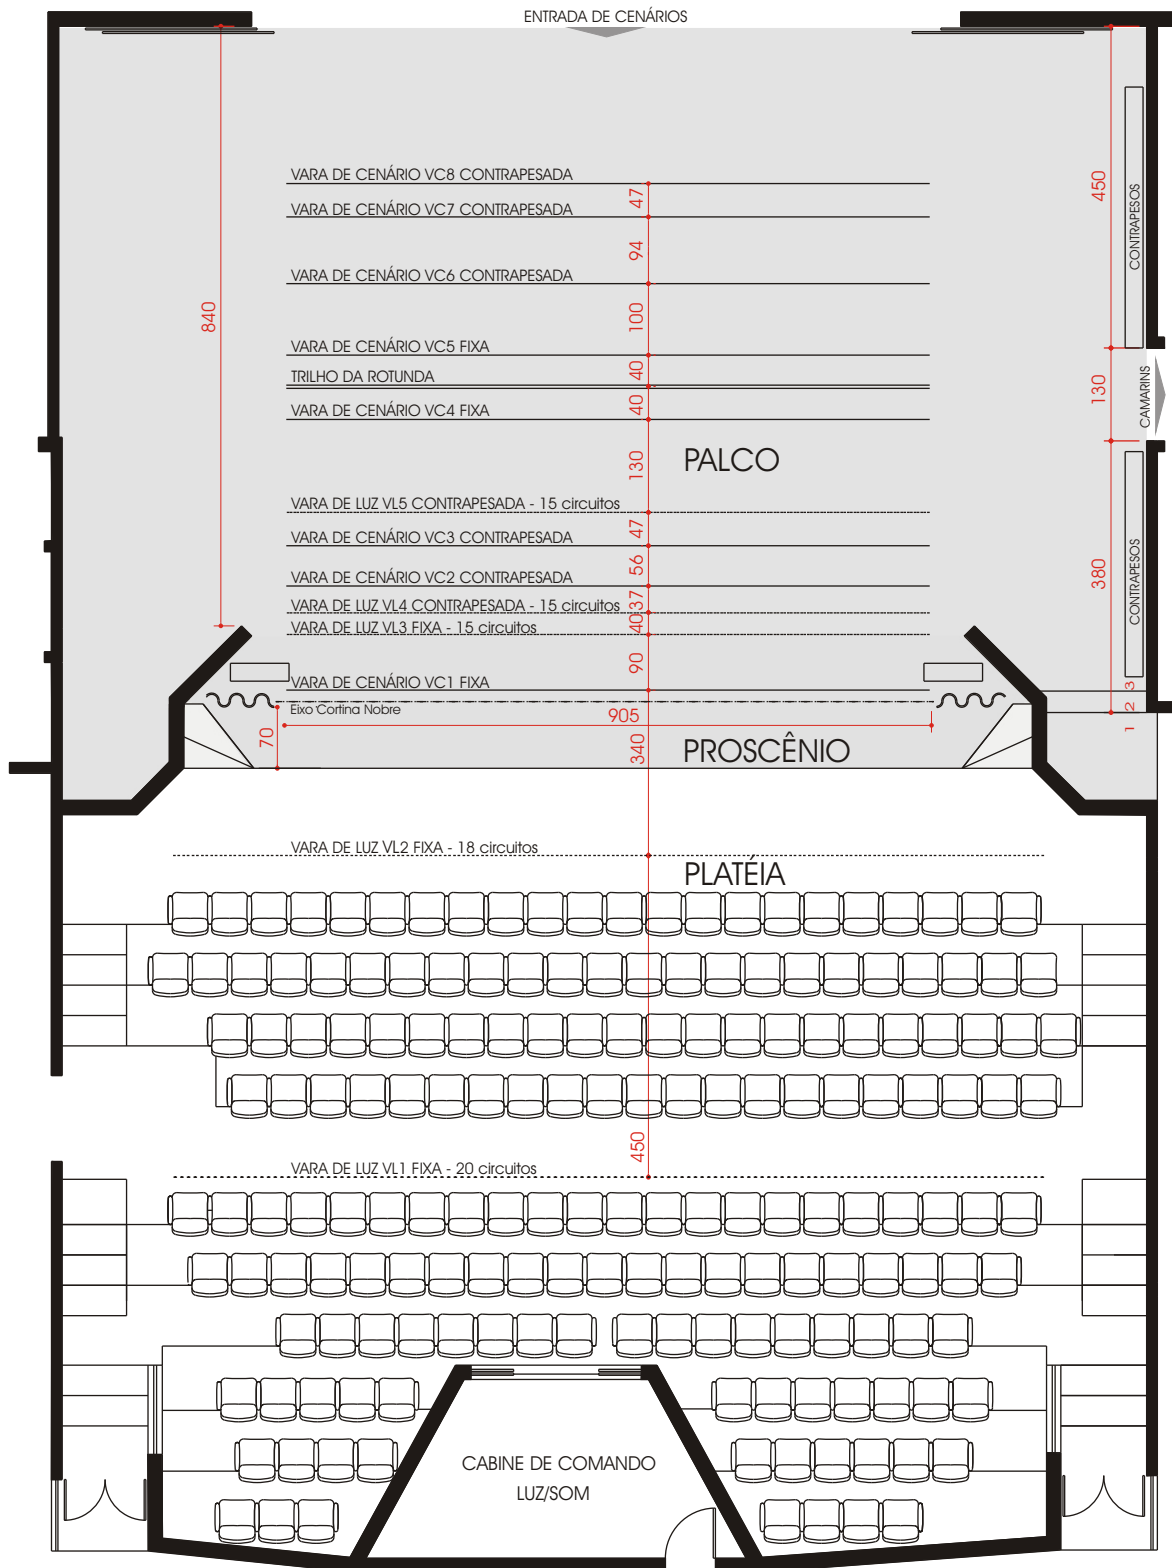 ENTRADA DE CENÁRIOS
VARA DE CENÁRIO VC8 CONTRAPESADA
47
VARA DE CENÁRIO VC7 CONTRAPESADA
94
VARA DE CENÁRIO VC6 CONTRAPESADA
100
VARA DE CENÁRIO VC5 FIXA
40
TRILHO DA ROTUNDA
40
VARA DE CENÁRIO VC4 FIXA
130
PALCO
VARA DE LUZ VL5 CONTRAPESADA - 15 circuitos
47
VARA DE CENÁRIO VC3 CONTRAPESADA
56
VARA DE CENÁRIO VC2 CONTRAPESADA
37
VARA DE LUZ VL4 CONTRAPESADA - 15 circuitos
40
VARA DE LUZ VL3 FIXA - 15 circuitos
90
VARA DE CENÁRIO VC1 FIXA
Eixo Cortina Nobre
905
70
340
PROSCÊNIO
840
450
CONTRAPESOS
130
CAMARINS
380
CONTRAPESOS
3
2
1
VARA DE LUZ VL2 FIXA - 18 circuitos
PLATÉIA
450
VARA DE LUZ VL1 FIXA - 20 circuitos
CABINE DE COMANDO
LUZ/SOM